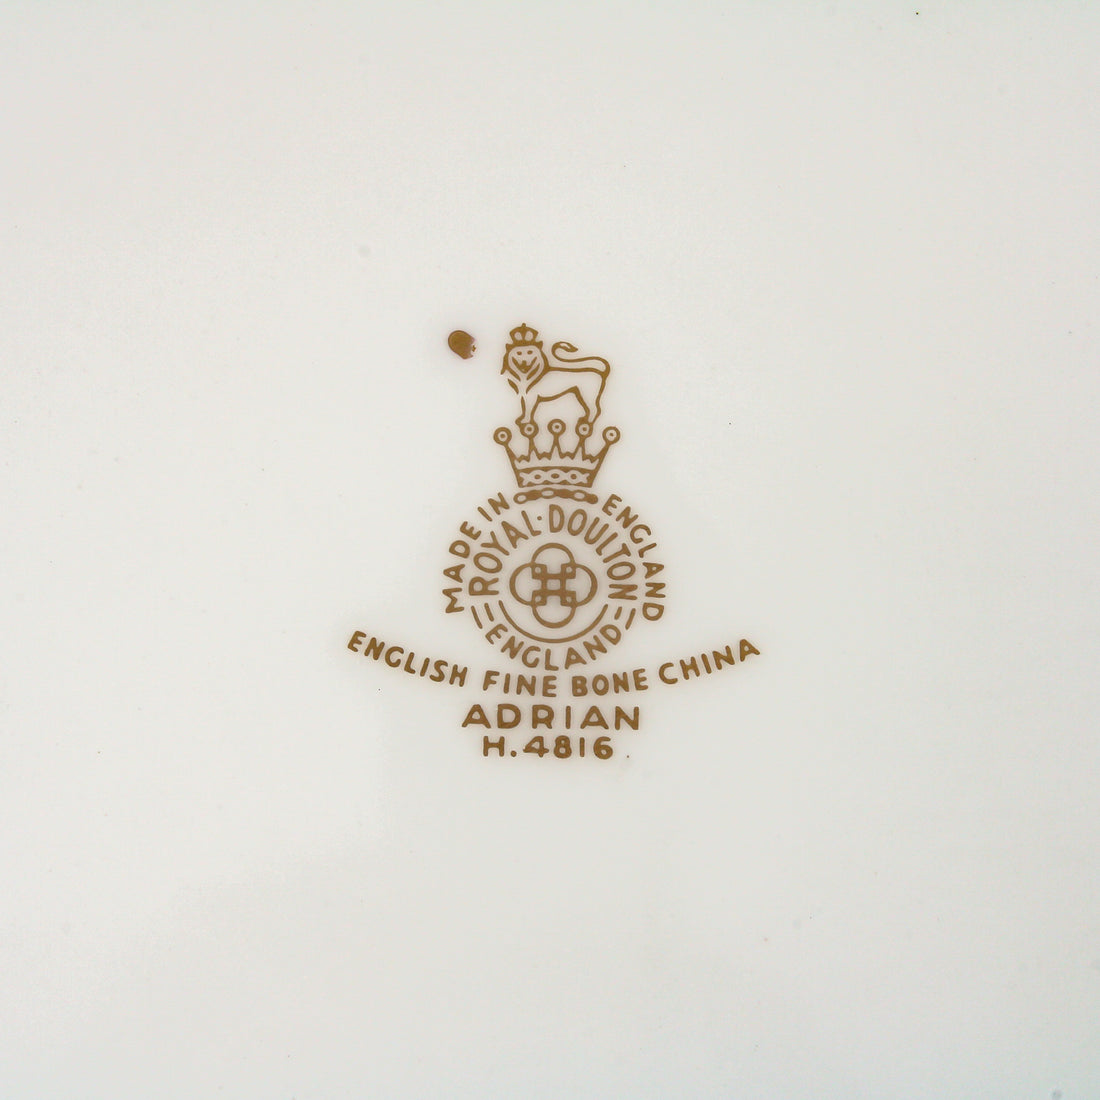 MADE IN ENGLAND
ROYAL·DOULTON
ENGLAND
ENGLISH FINE BONE CHINA
ADRIAN
H.4816